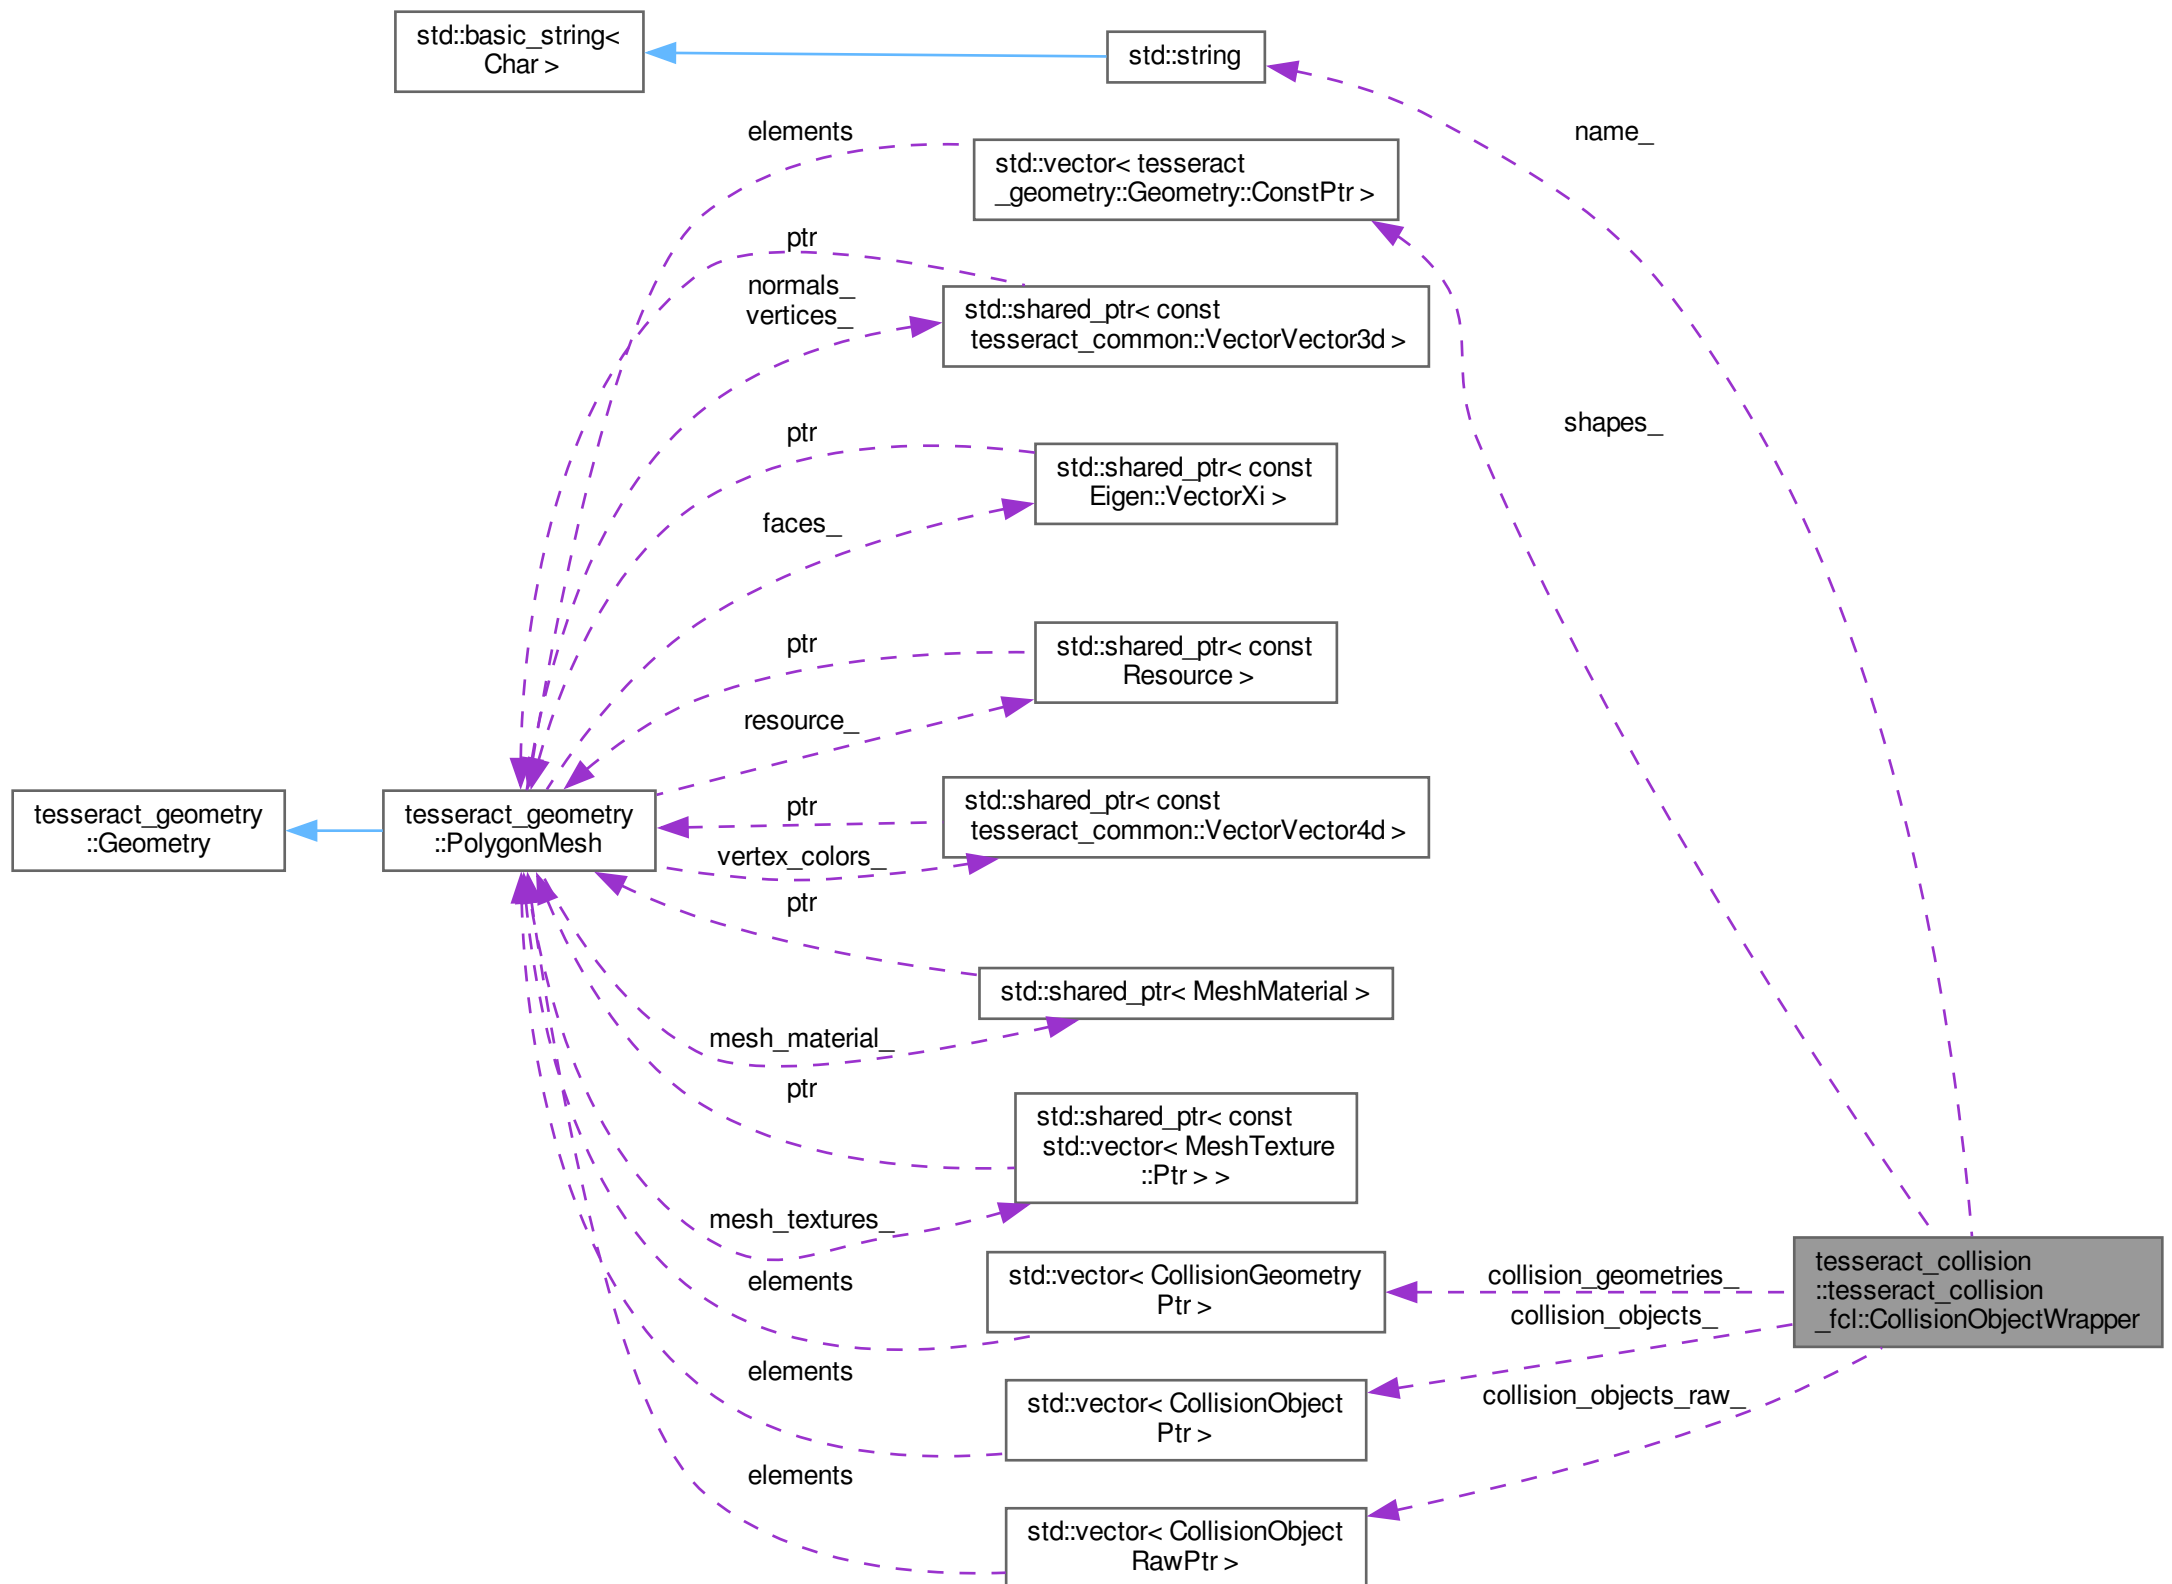 std::basic_string<
Char >
std::string
name_
elements
std::vector< tesseract
_geometry::Geometry::ConstPtr >
ptr
normals_
vertices_
std::shared_ptr< const
tesseract_common::VectorVector3d >
shapes_
ptr
std::shared_ptr< const
Eigen::VectorXi >
faces_
ptr
std::shared_ptr< const
Resource >
resource_
tesseract_geometry
::Geometry
tesseract_geometry
::PolygonMesh
ptr
std::shared_ptr< const
tesseract_common::VectorVector4d >
vertex_colors_
ptr
std::shared_ptr< MeshMaterial >
mesh_material_
ptr
std::shared_ptr< const
std::vector< MeshTexture
::Ptr > >
mesh_textures_
elements
std::vector< CollisionGeometry
Ptr >
collision_geometries_
collision_objects_
tesseract_collision
::tesseract_collision
_fcl::CollisionObjectWrapper
elements
std::vector< CollisionObject
Ptr >
collision_objects_raw_
elements
std::vector< CollisionObject
RawPtr >